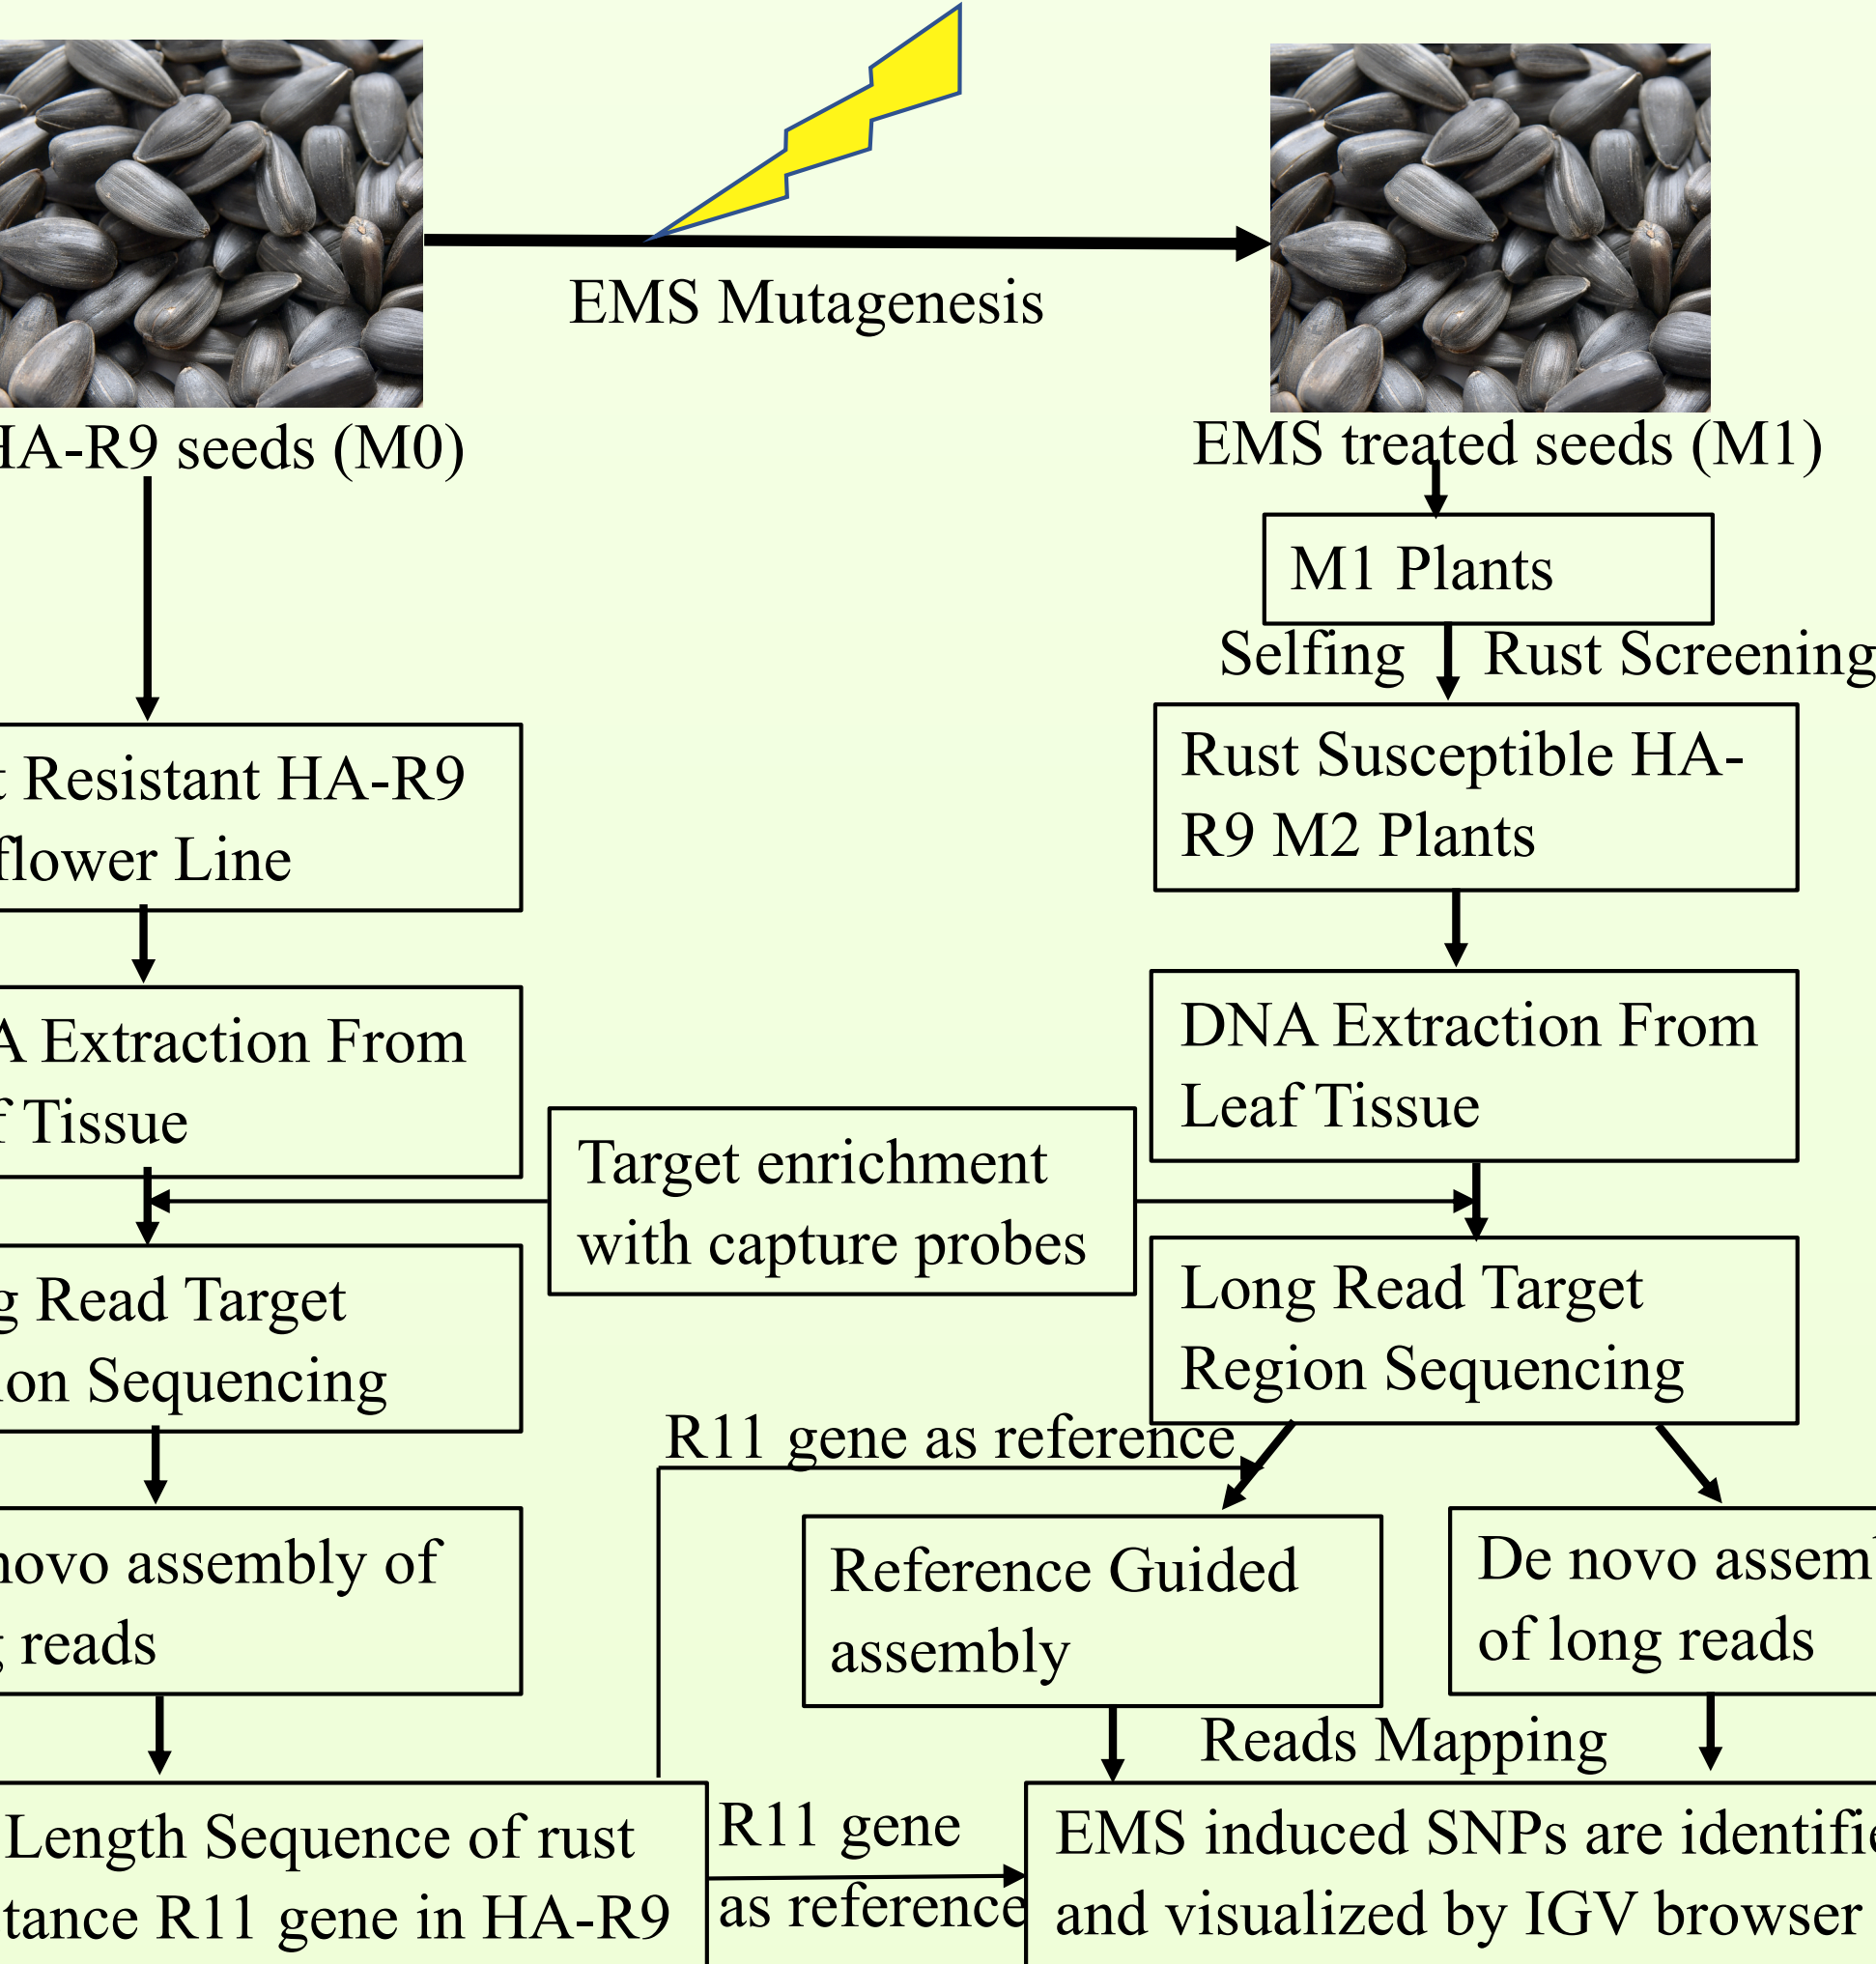 EMS Mutagenesis
HA-R9 seeds (M0)
EMS treated seeds (M1)
M1 Plants
Selfing
Rust Screening
Resistant HA-R9
flower Line
Rust Susceptible HA-
R9 M2 Plants
Extraction From
Tissue
DNA Extraction From
Leaf Tissue
Target enrichment
with capture probes
Read Target
Sequencing
Long Read Target
Region Sequencing
R11 gene as reference
novo assembly of
reads
Reference Guided
assembly
De novo
of long reads
Reads Mapping
Length Sequence of rust
R11 gene in HA-R9
R11 gene
as reference
EMS induced SNPs are
and visualized by IGV browser